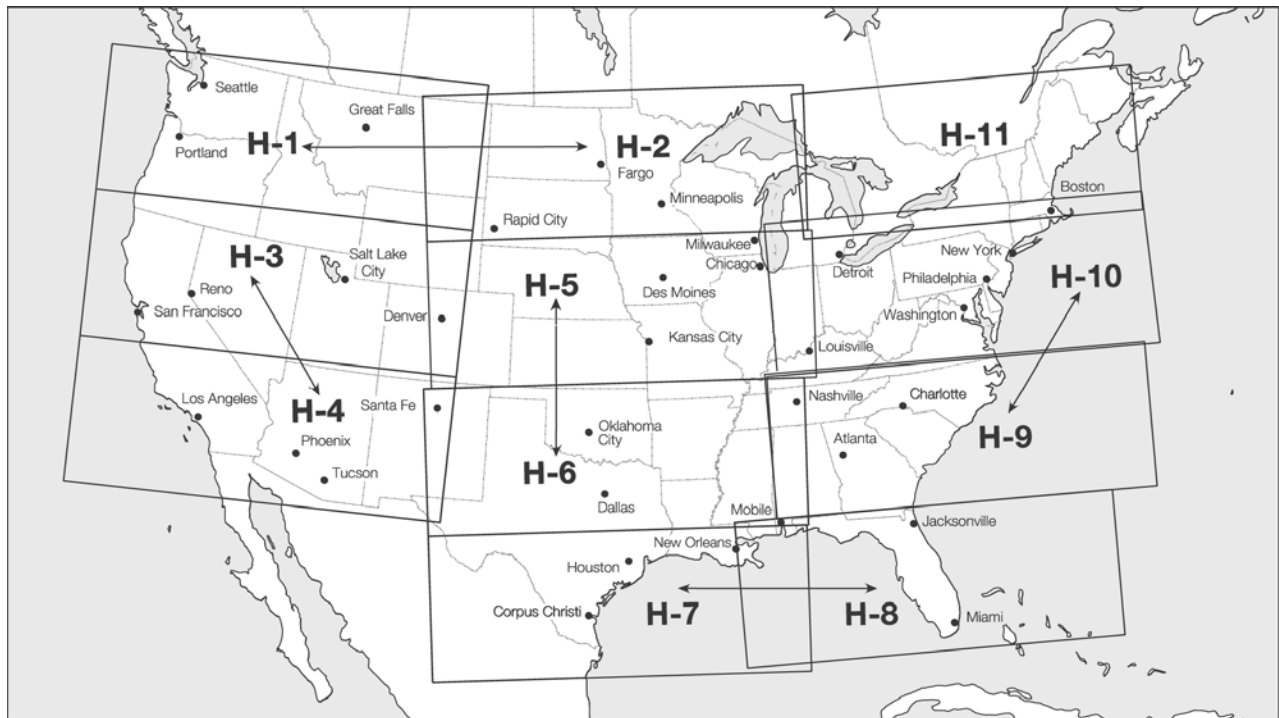 Seattle
Great Falls
H-1
H-2
H-11
Portland
Fargo
Boston
Minneapolis
Rapid City
Milwaukee
New York
H-3
Salt Lake
City
Chicago
Detroit
Philadelphia
H-10
Reno
H-5
Des Moines
San Francisco
Denver
Washington
Kansas City
Louisville
Los Angeles
Santa Fe
Nashville
Charlotte
H-4
Oklahoma
City
Atlanta
H-9
Phoenix
Tucson
H-6
Dallas
Mobile
Jacksonville
New Orleans
Houston
Corpus Christi
H-7
H-8
Miami